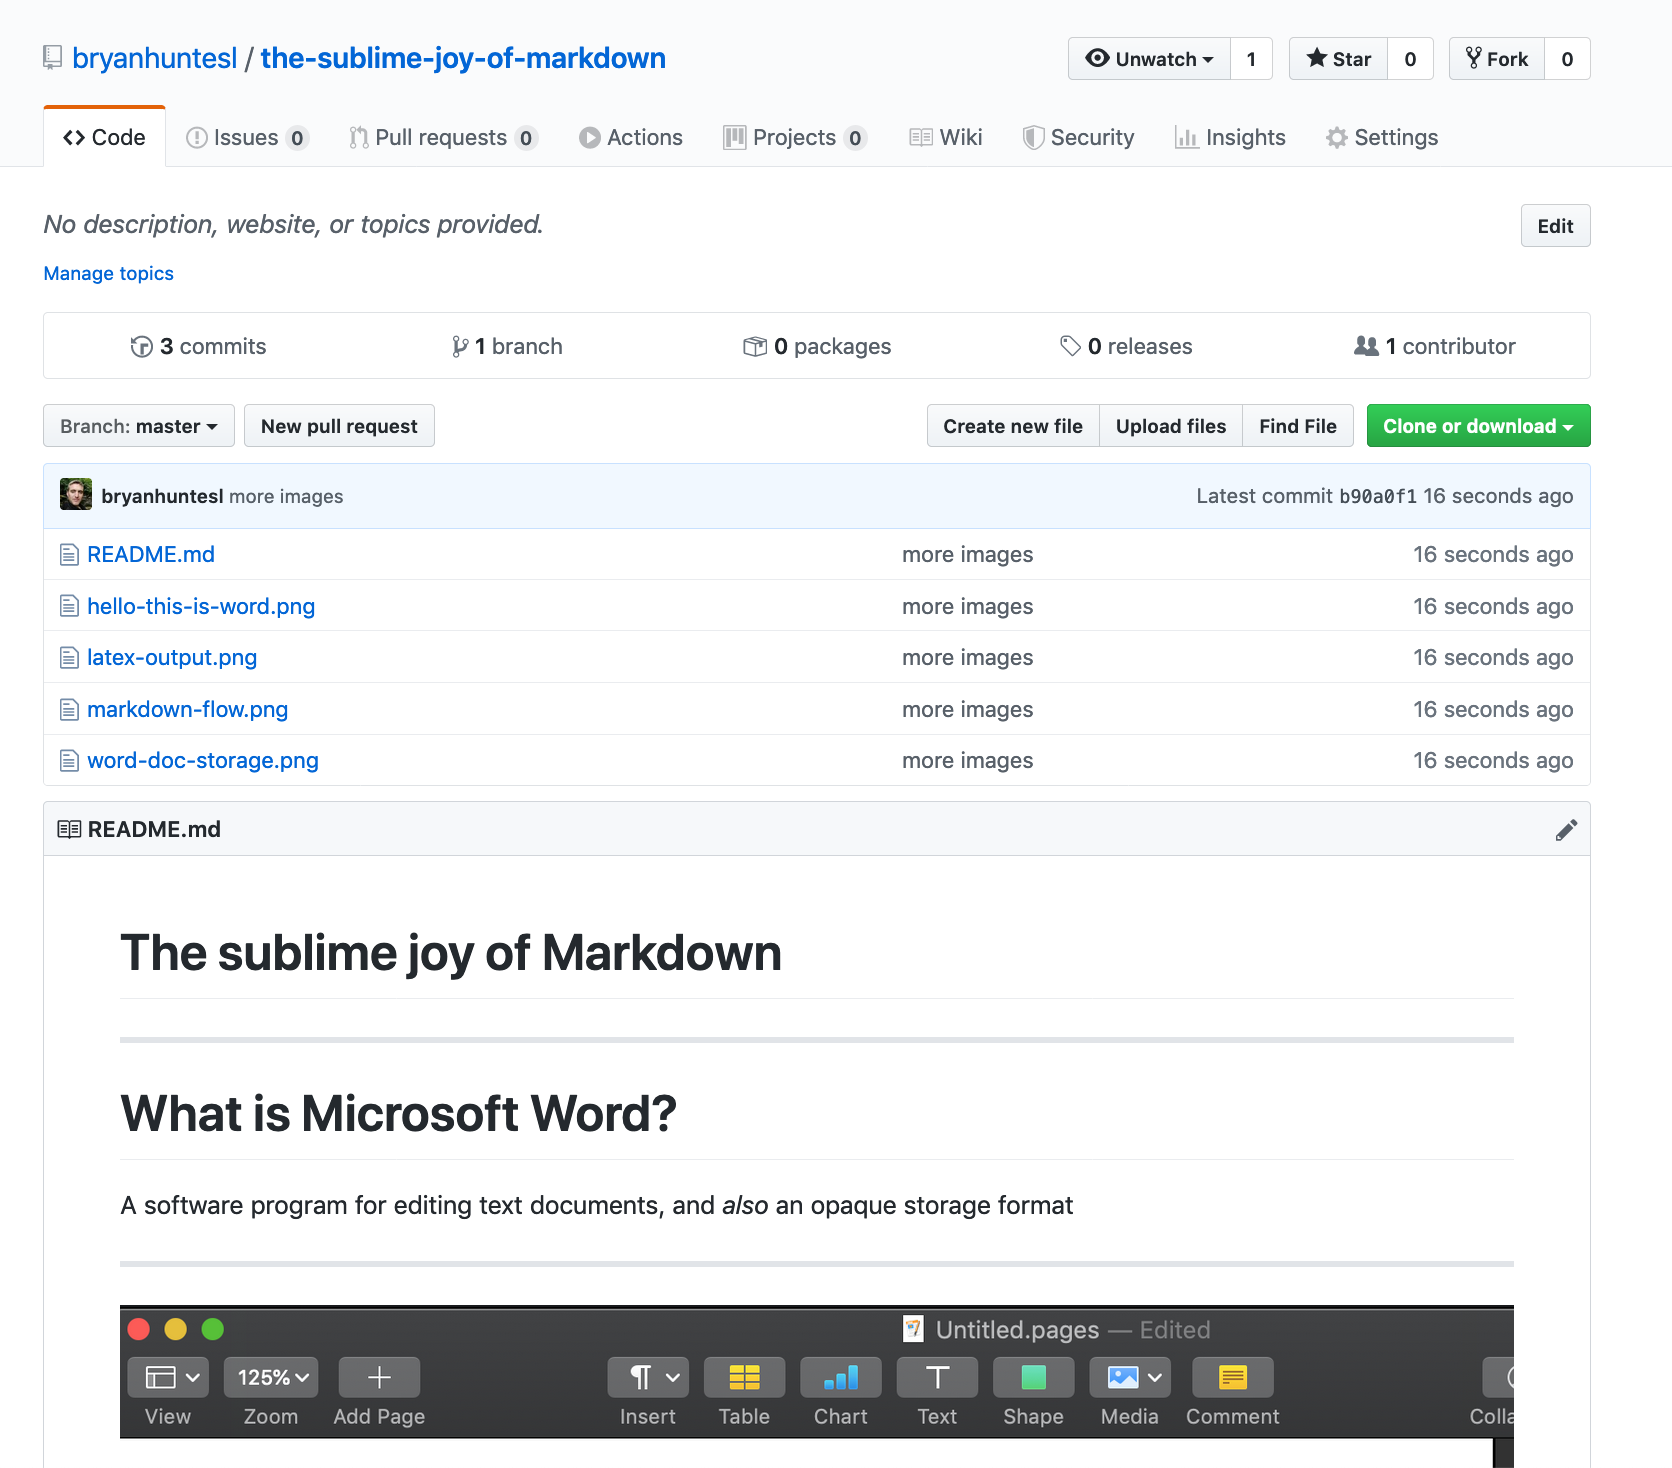 bryanhuntesl / the-sublime-joy-of-markdown
Unwatch 1 Star 0 Fork 0
Code Issues 0 Pull requests 0 Actions Projects 0 Wiki Security Insights Settings
No description, website, or topics provided. Edit
Manage topics
3 commits 1 branch 0 packages 0 releases 1 contributor
Branch: master New pull request Create new file Upload files Find File Clone or download
bryanhuntesl more images Latest commit b90a0f1 16 seconds ago
README.md more images 16 seconds ago
hello-this-is-word.png more images 16 seconds ago
latex-output.png more images 16 seconds ago
markdown-flow.png more images 16 seconds ago
word-doc-storage.png more images 16 seconds ago
README.md
The sublime joy of Markdown
What is Microsoft Word?
A software program for editing text documents, and also an opaque storage format
Untitled.pages — Edited
125%
View Zoom Add Page Insert Table Chart Text Shape Media Comment Colla